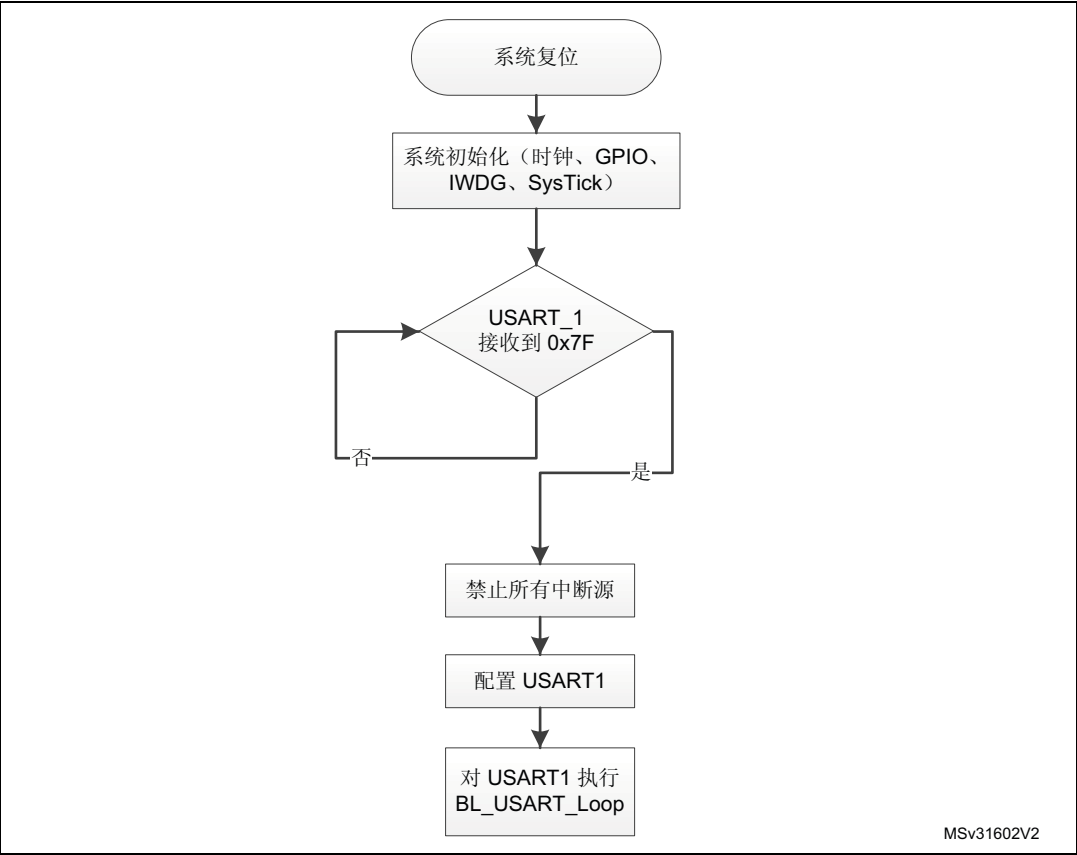 系统复位
系统初始化（时钟、GPIO、
IWDG、SysTick）
USART_1
接收到 0x7F
否
是
禁止所有中断源
配置 USART1
对 USART1 执行
BL_USART_Loop
MSv31602V2